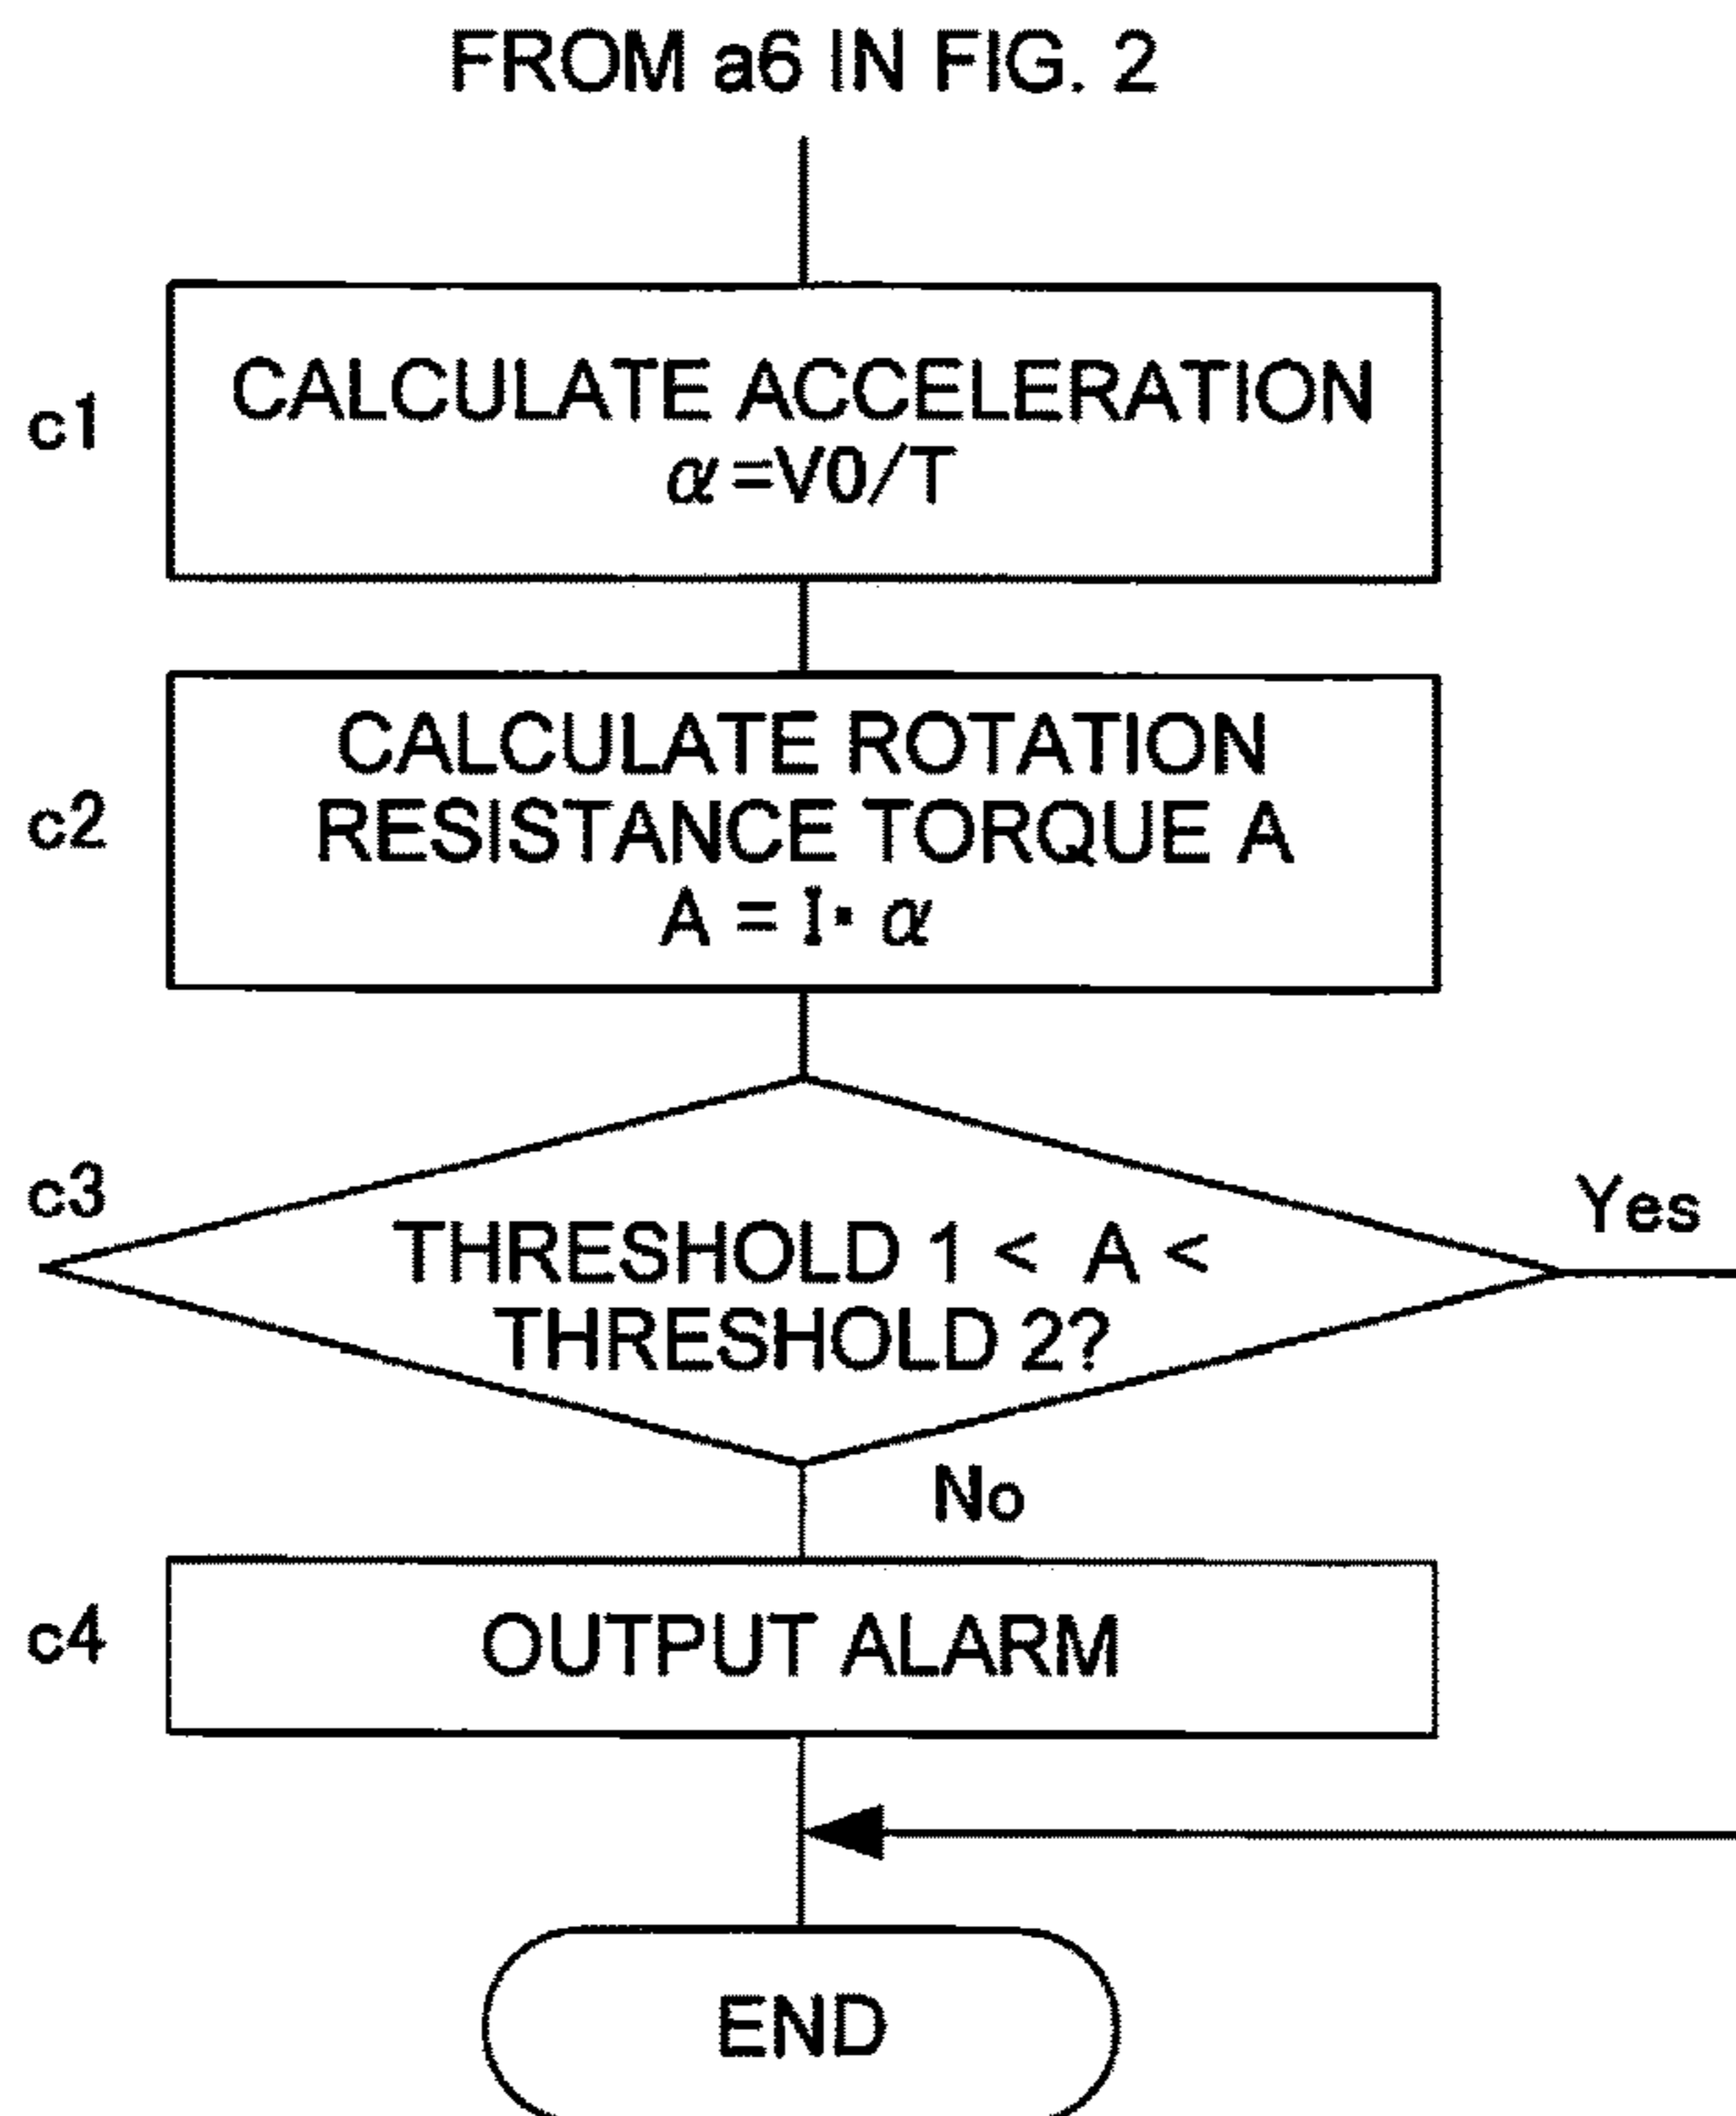 FROM a6 IN FIG. 2
c1
CALCULATE ACCELERATION
α=V0/T
c2
CALCULATE ROTATION
RESISTANCE TORQUE A
A = I・α
c3
THRESHOLD 1 < A <
THRESHOLD 2?
Yes
No
c4
OUTPUT ALARM
END